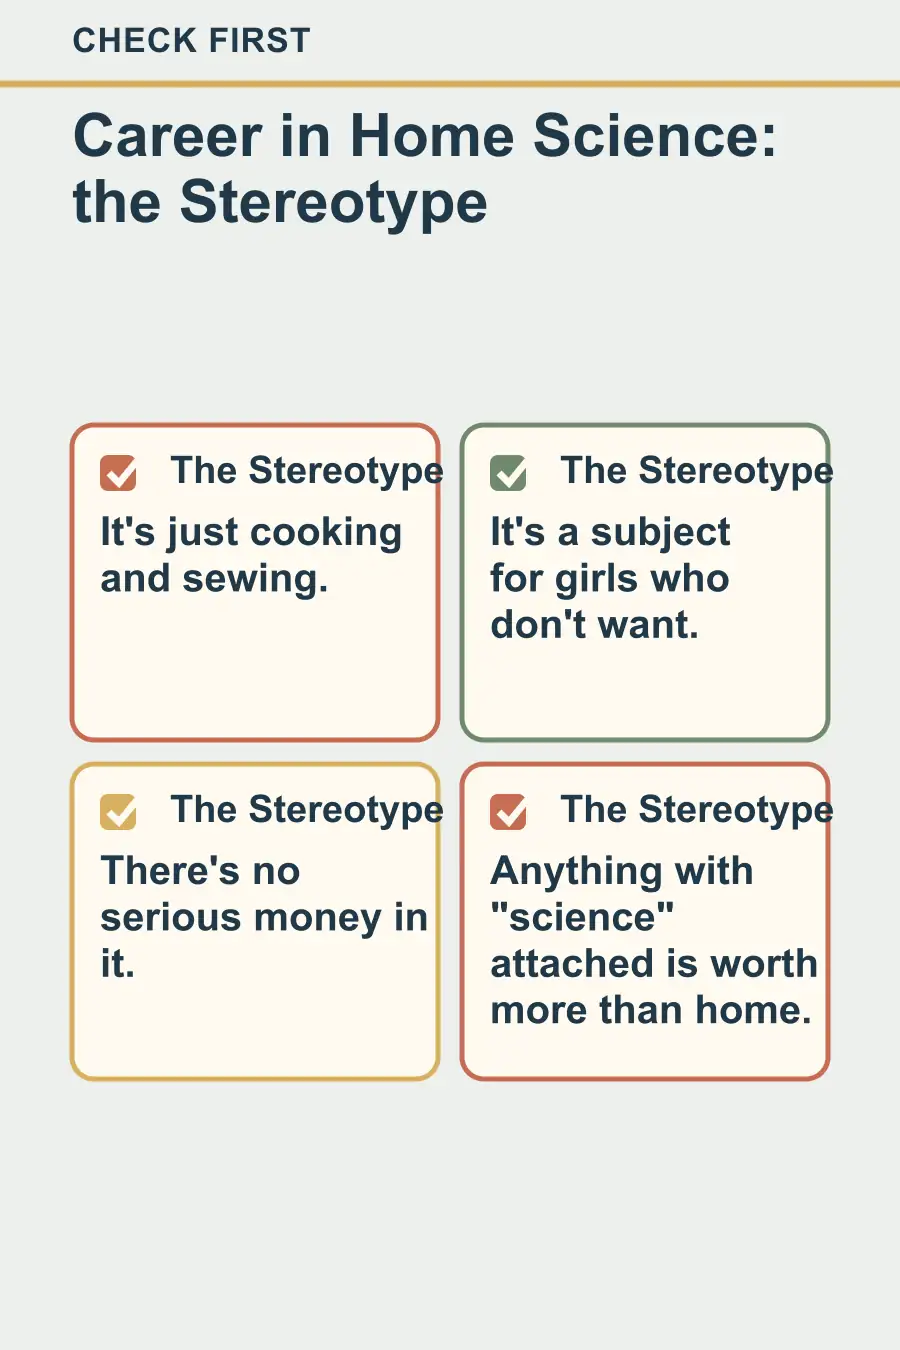 CHECK FIRST
Career in Home Science:
the Stereotype
The Stereotype
It's just cooking
and sewing.
The Stereotype
It's a subject
for girls who
don't want.
The Stereotype
There's no
serious money in
it.
The Stereotype
Anything with
"science"
attached is worth
more than home.